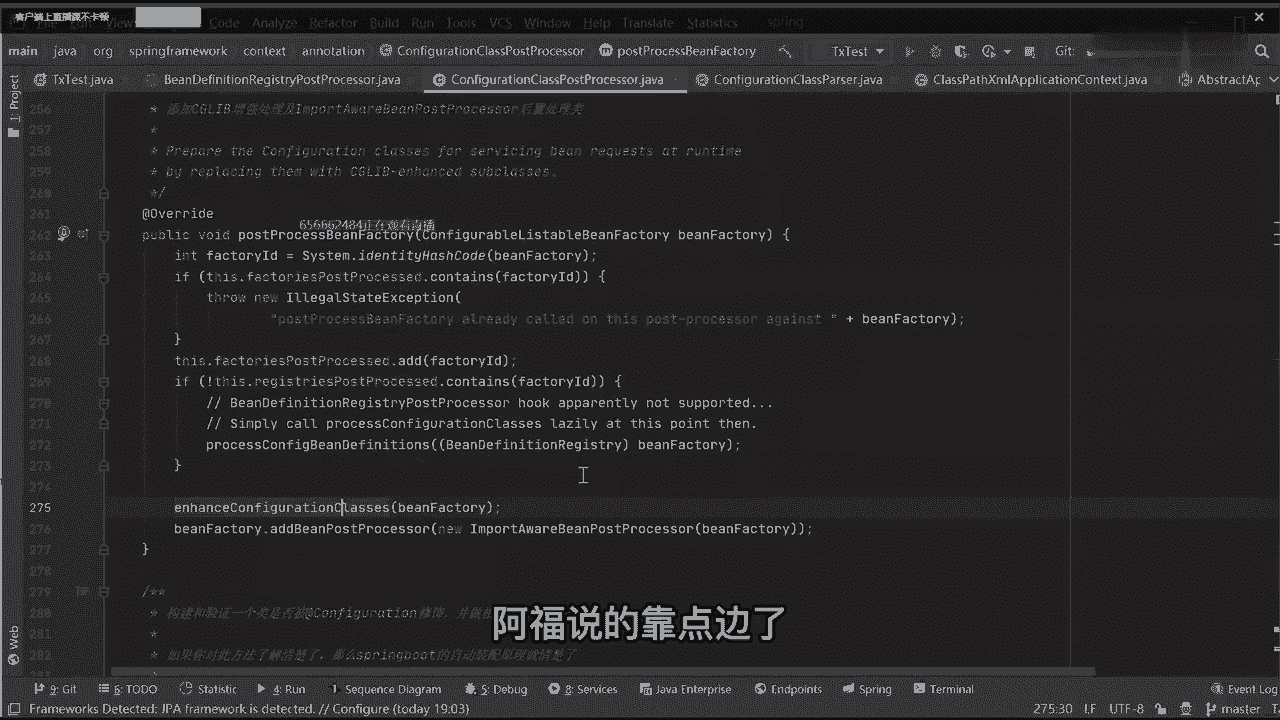 客户端上直播课不卡顿
View Code Analyze Refactor Build Run Tools VCS Window Help Translate Statistics spring
main java org springframework context annotation ConfigurationClassPostProcessor postProcessBeanFactory TxTest Git:
TxTest.java BeanDefinitionRegistryPostProcessor.java ConfigurationClassPostProcessor.java ConfigurationClassParser.java ClassPathXmlApplicationContext.java AbstractAp
1: Project
256 * 添加CGLIB增强处理及ImportAwareBeanPostProcessor后置处理类
257 *
258 * Prepare the Configuration classes for servicing bean requests at runtime
259 * by replacing them with CGLIB-enhanced subclasses.
260 */
261 @Override
656662484正在观看直播
262 public void postProcessBeanFactory(ConfigurableListableBeanFactory beanFactory) {
263 int factoryId = System.identityHashCode(beanFactory);
264 if (this.factoriesPostProcessed.contains(factoryId)) {
265 throw new IllegalStateException(
266 "postProcessBeanFactory already called on this post-processor against " + beanFactory);
267 }
268 this.factoriesPostProcessed.add(factoryId);
269 if (!this.registriesPostProcessed.contains(factoryId)) {
270 // BeanDefinitionRegistryPostProcessor hook apparently not supported...
271 // Simply call processConfigurationClasses lazily at this point then.
272 processConfigBeanDefinitions((BeanDefinitionRegistry) beanFactory);
273 }
274
275 enhanceConfigurationClasses(beanFactory);
276 beanFactory.addBeanPostProcessor(new ImportAwareBeanPostProcessor(beanFactory));
277 }
278
279 /**
280 * 构建和验证一个类是否被@Configuration修饰，并做
281 *
282 * 如果你对此方法了解清楚了，那么springboot的自动装配原理就清楚了
阿福说的靠点边了
Web
9: Git 6: TODO Statistic 4: Run Sequence Diagram 5: Debug 8: Services Java Enterprise Endpoints Spring Terminal Event Log
Frameworks Detected: JPA framework is detected. // Configure (today 19:03) 275:30 LF UTF-8 master